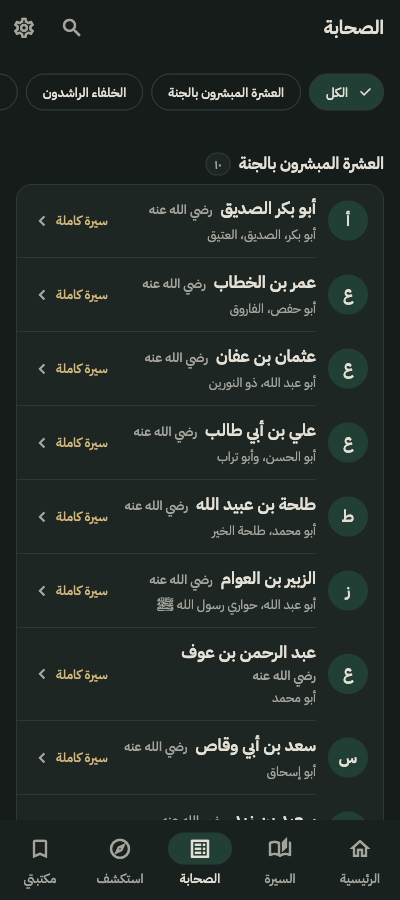 الصحابة
الكل
العشرة المبشرون بالجنة
الخلفاء الراشدون
العشرة المبشرون بالجنة ١٠
أ
أبو بكر الصديق رضي الله عنه
أبو بكر، الصديق، العتيق
سيرة كاملة
ع
عمر بن الخطاب رضي الله عنه
أبو حفص، الفاروق
سيرة كاملة
ع
عثمان بن عفان رضي الله عنه
أبو عبد الله، ذو النورين
سيرة كاملة
ع
علي بن أبي طالب رضي الله عنه
أبو الحسن، وأبو تراب
سيرة كاملة
ط
طلحة بن عبيد الله رضي الله عنه
أبو محمد، طلحة الخير
سيرة كاملة
ز
الزبير بن العوام رضي الله عنه
أبو عبد الله، حواري رسول الله ﷺ
سيرة كاملة
ع
عبد الرحمن بن عوف
رضي الله عنه
أبو محمد
سيرة كاملة
س
سعد بن أبي وقاص رضي الله عنه
أبو إسحاق
سيرة كاملة
الرئيسية
السيرة
الصحابة
استكشف
مكتبتي